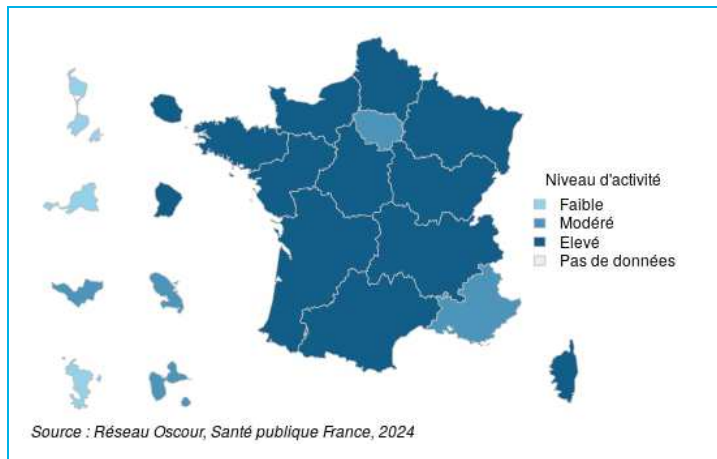 Niveau d'activité
Faible
Modéré
Elevé
Pas de données
Source : Réseau Oscour, Santé publique France, 2024